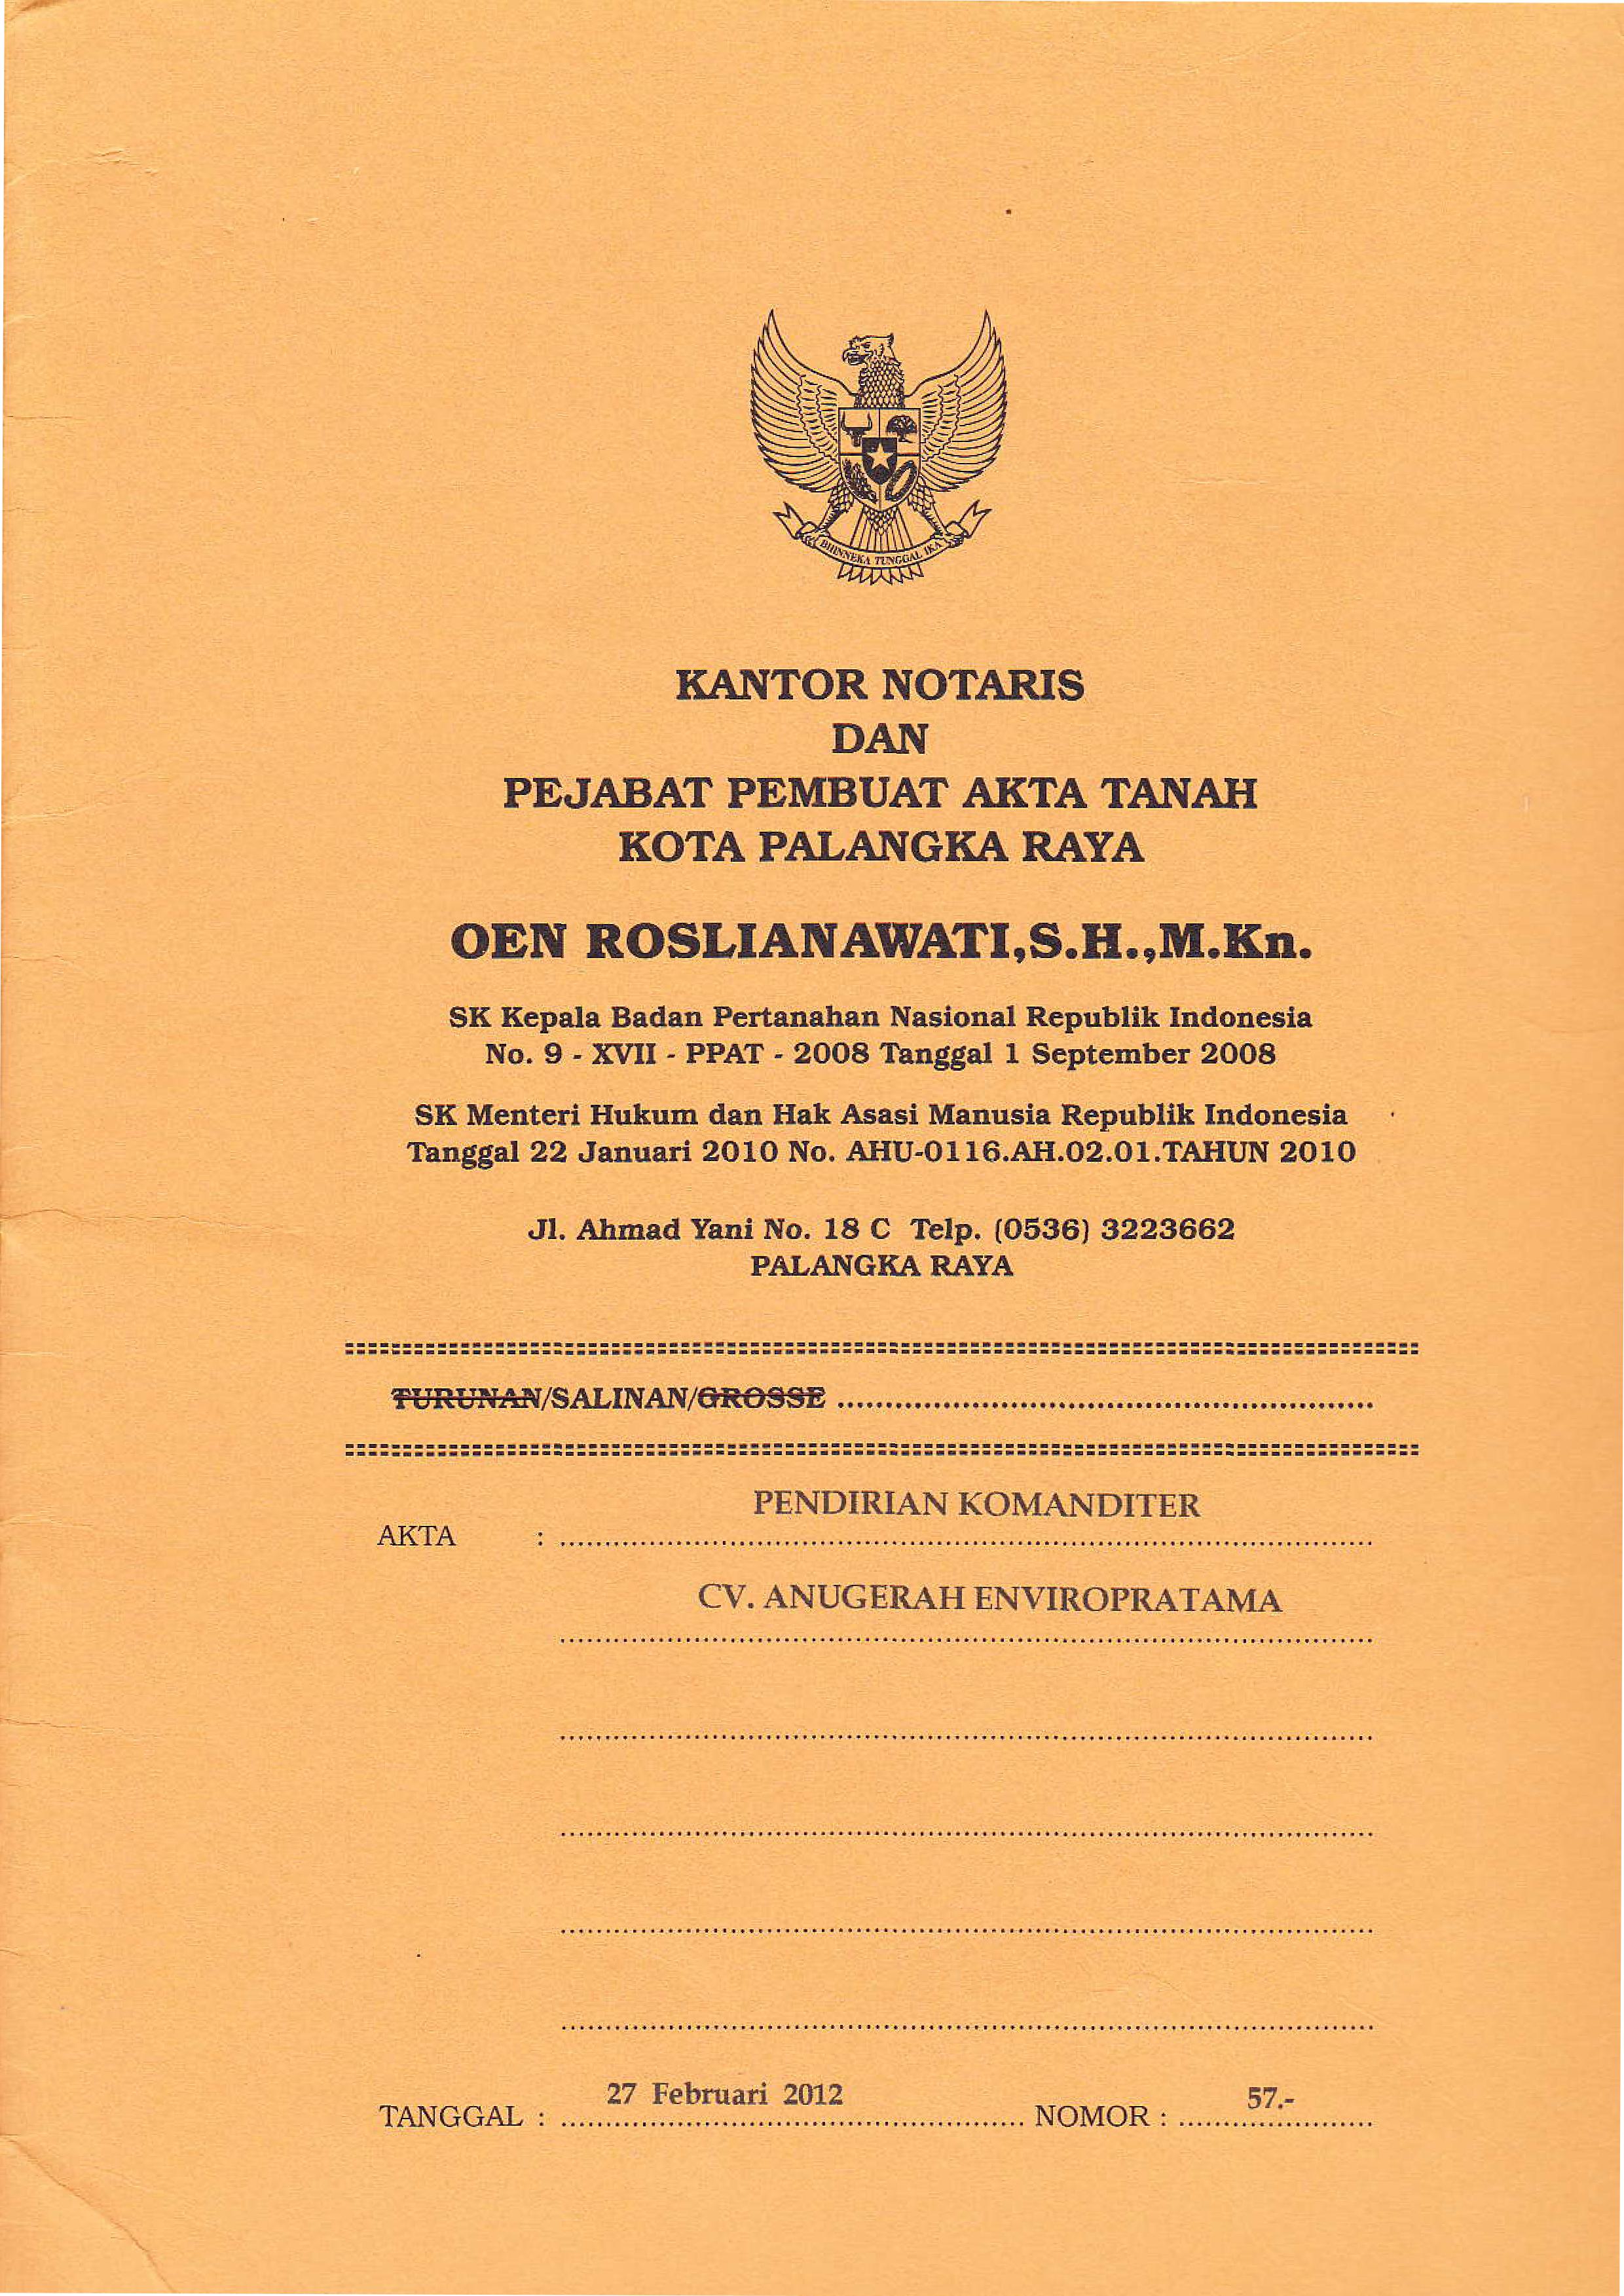 BHINNEKA TUNGGAL IKA
KANTOR NOTARIS
DAN
PEJABAT PEMBUAT AKTA TANAH
KOTA PALANGKA RAYA
OEN ROSLIANAWATI,S.H.,M.Kn.
SK Kepala Badan Pertanahan Nasional Republik Indonesia
No. 9 - XVII - PPAT - 2008 Tanggal 1 September 2008
SK Menteri Hukum dan Hak Asasi Manusia Republik Indonesia
Tanggal 22 Januari 2010 No. AHU-0116.AH.02.01.TAHUN 2010
Jl. Ahmad Yani No. 18 C Telp. (0536) 3223662
PALANGKA RAYA
TURUNAN/SALINAN/GROSSE
AKTA : PENDIRIAN KOMANDITER
CV. ANUGERAH ENVIROPRATAMA
TANGGAL : 27 Februari 2012 NOMOR : 57.-